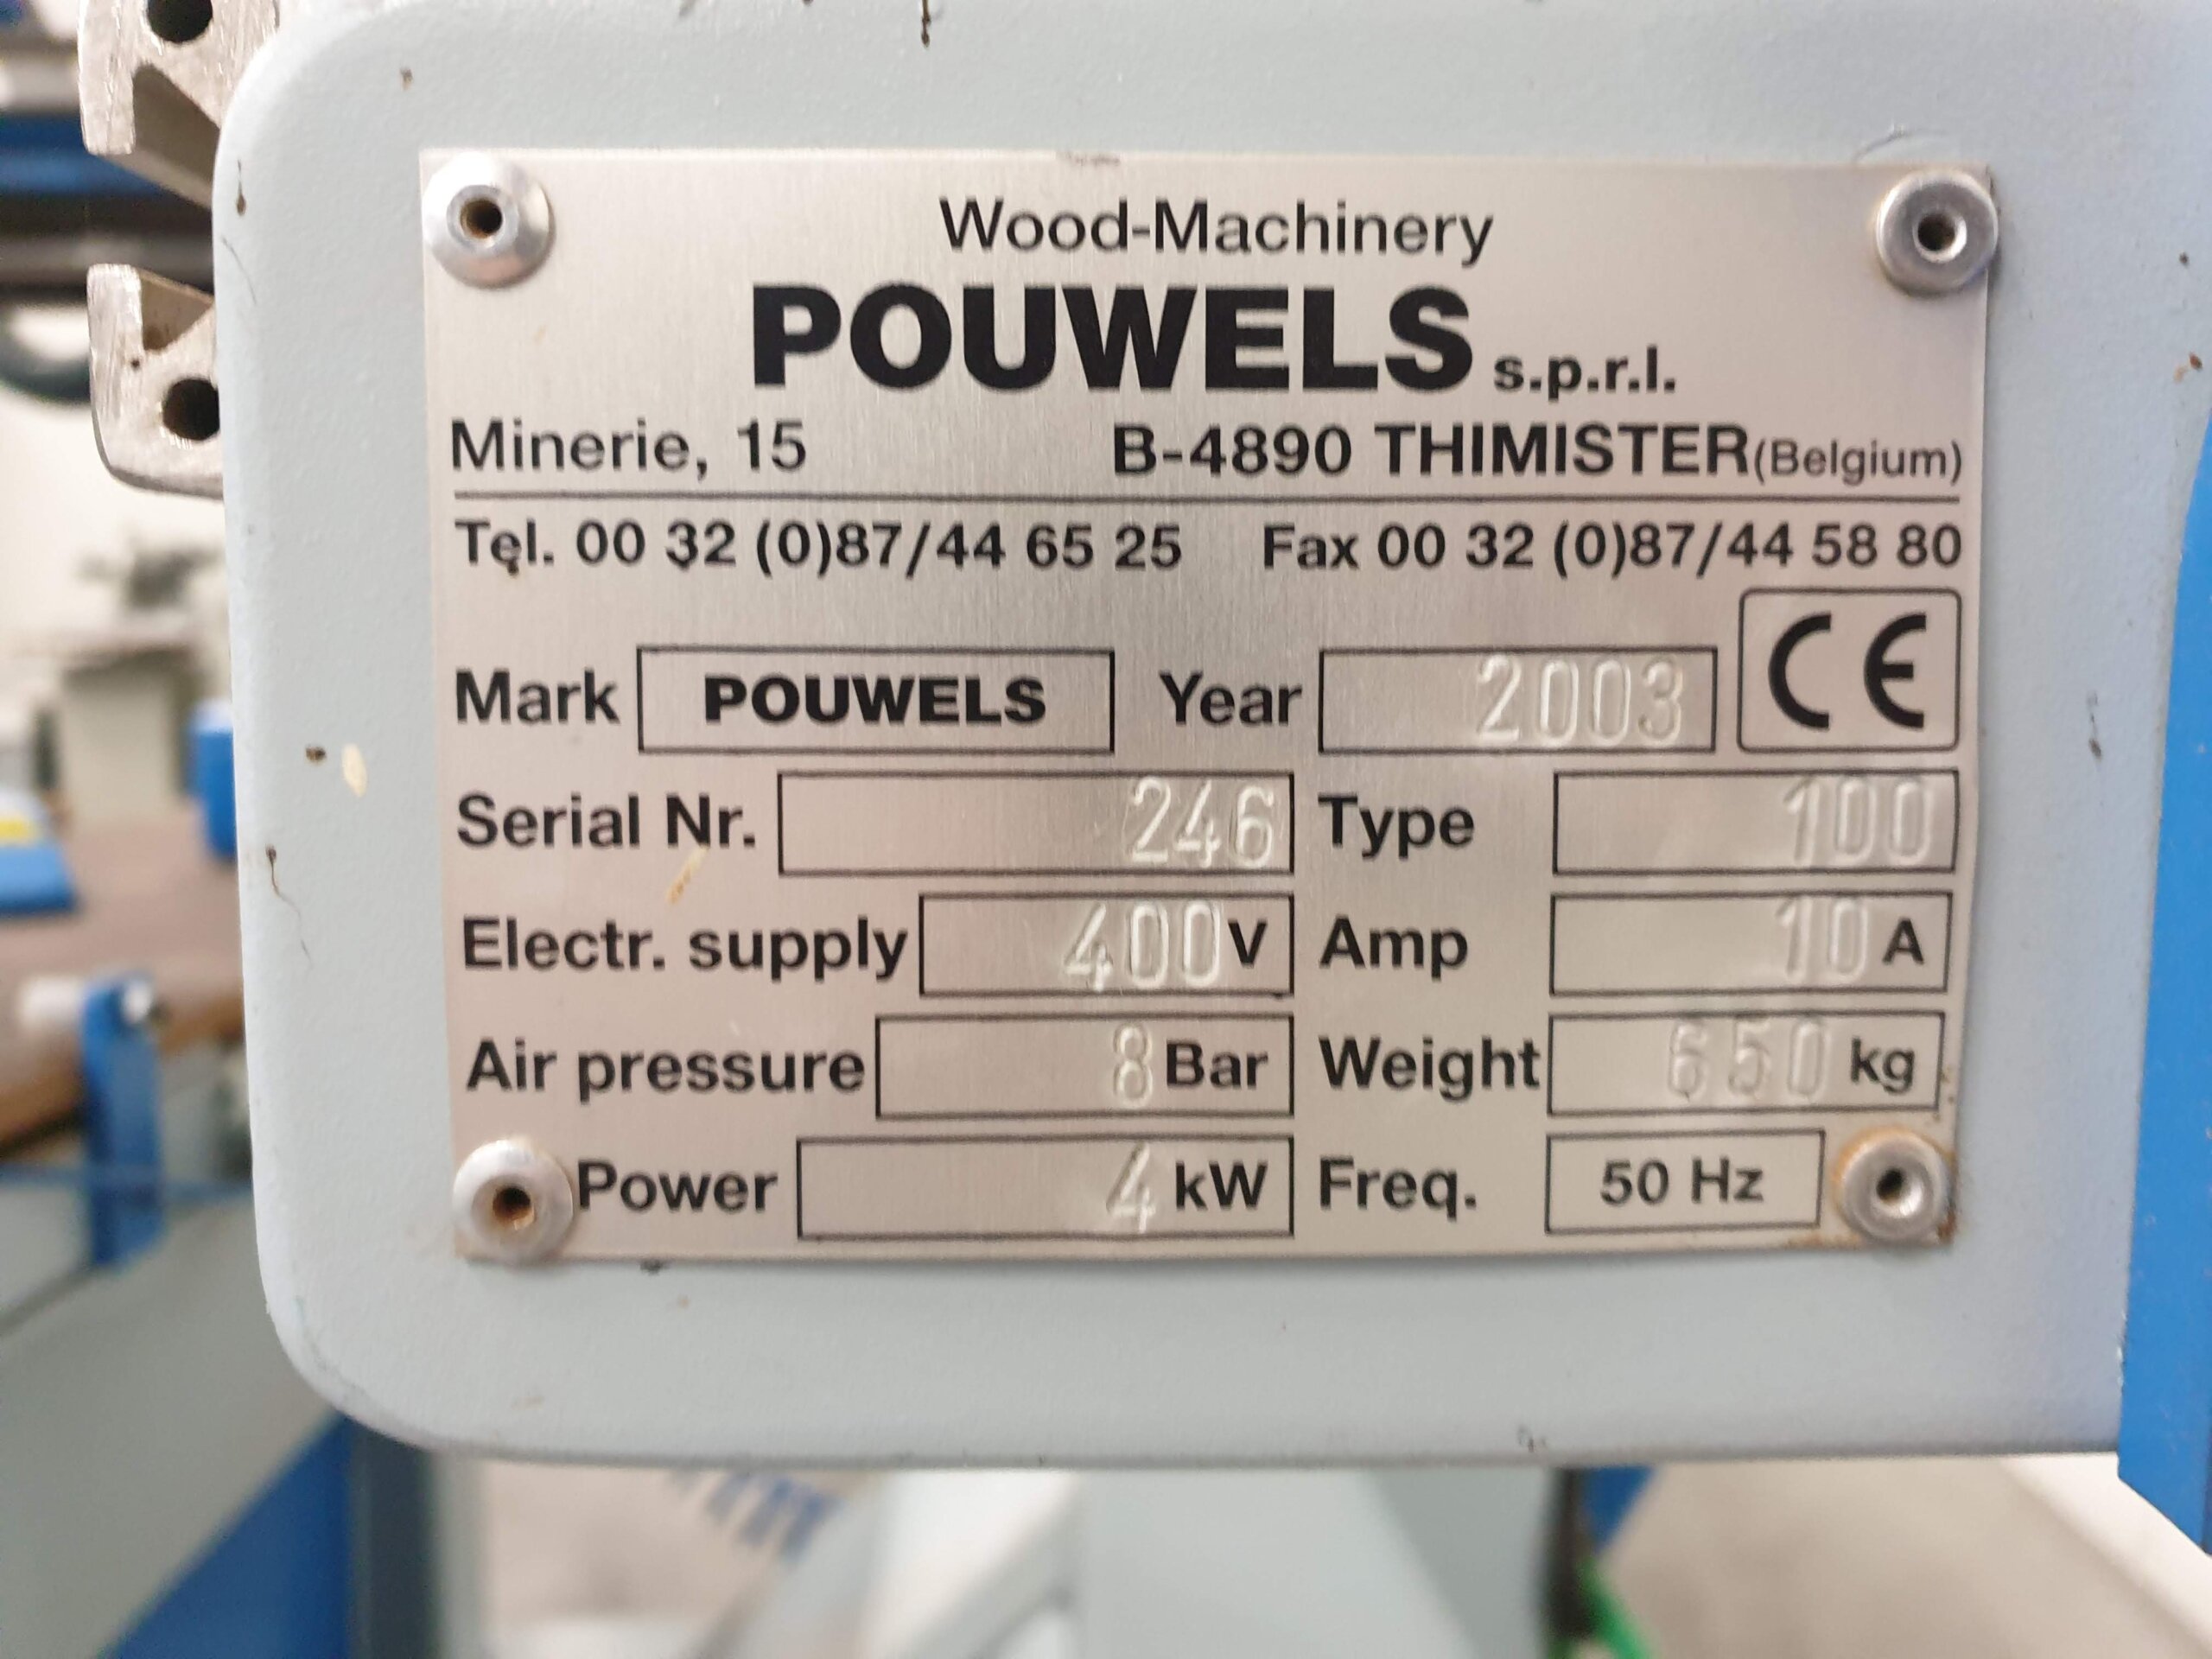 Wood-Machinery
POUWELS s.p.r.l.
Minerie, 15 B-4890 THIMISTER (Belgium)
Tel. 00 32 (0)87/44 65 25 Fax 00 32 (0)87/44 58 80
Mark POUWELS Year 2003 CE
Serial Nr. 246 Type 100
Electr. supply 400 V Amp 10 A
Air pressure 8 Bar Weight 650 kg
Power 4 kW Freq. 50 Hz